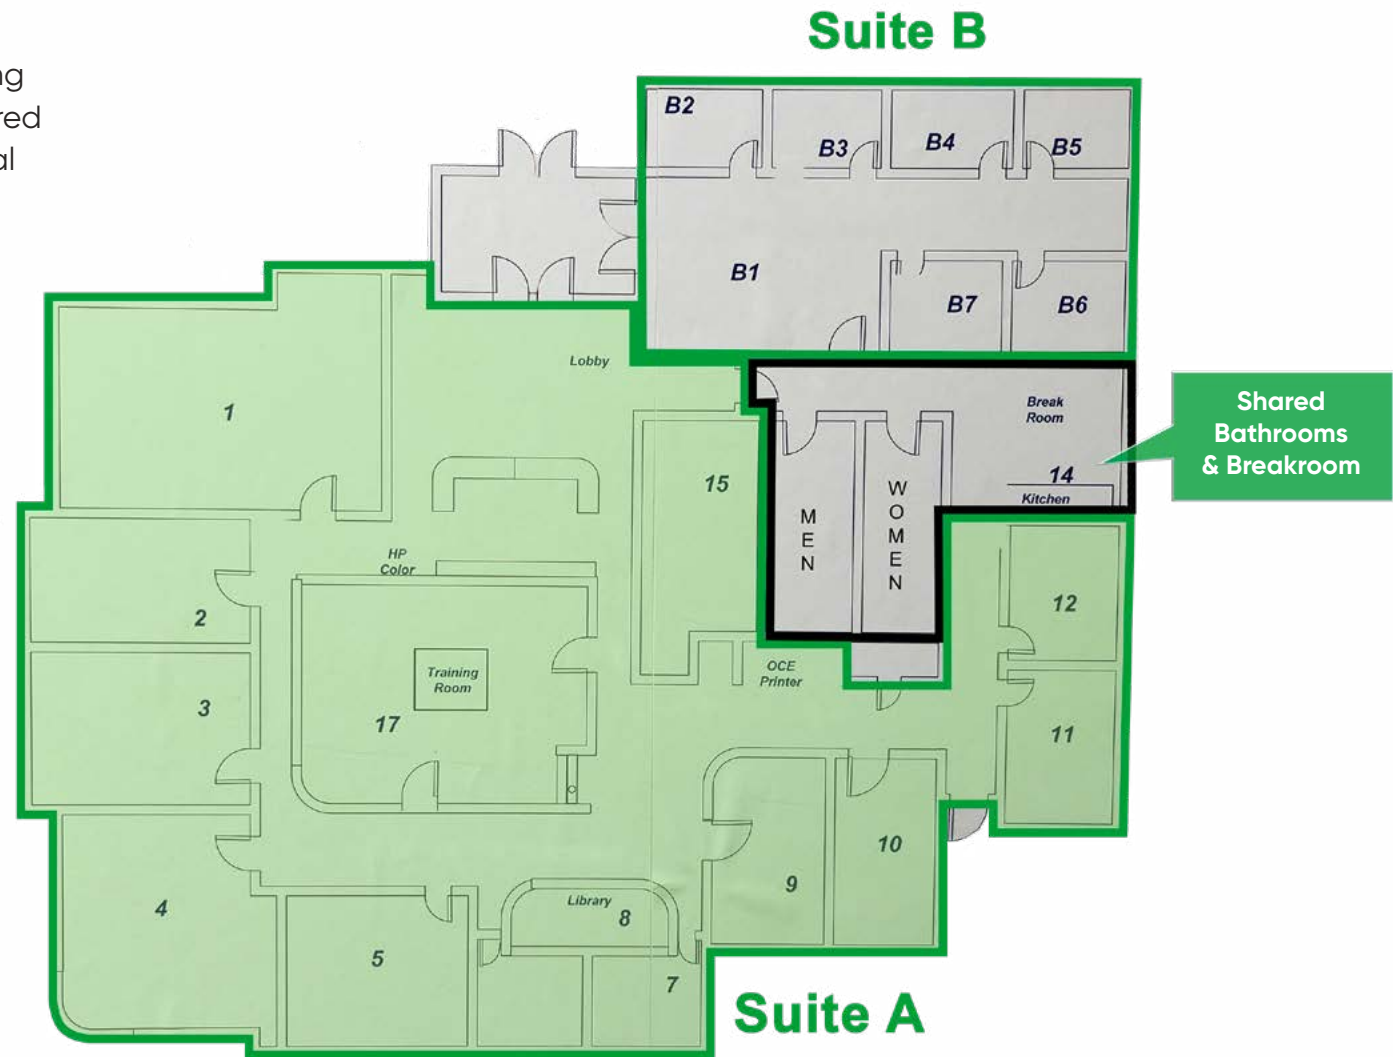 Suite B
ng
red
al
B2
B3
B4
B5
B1
B7
B6
Lobby
1
Break
Room
Shared
Bathrooms
& Breakroom
14
Kitchen
15
MEN
WOMEN
HP
Color
2
12
Training
Room
OCE
Printer
3
17
11
10
9
4
Library
8
5
7
Suite A